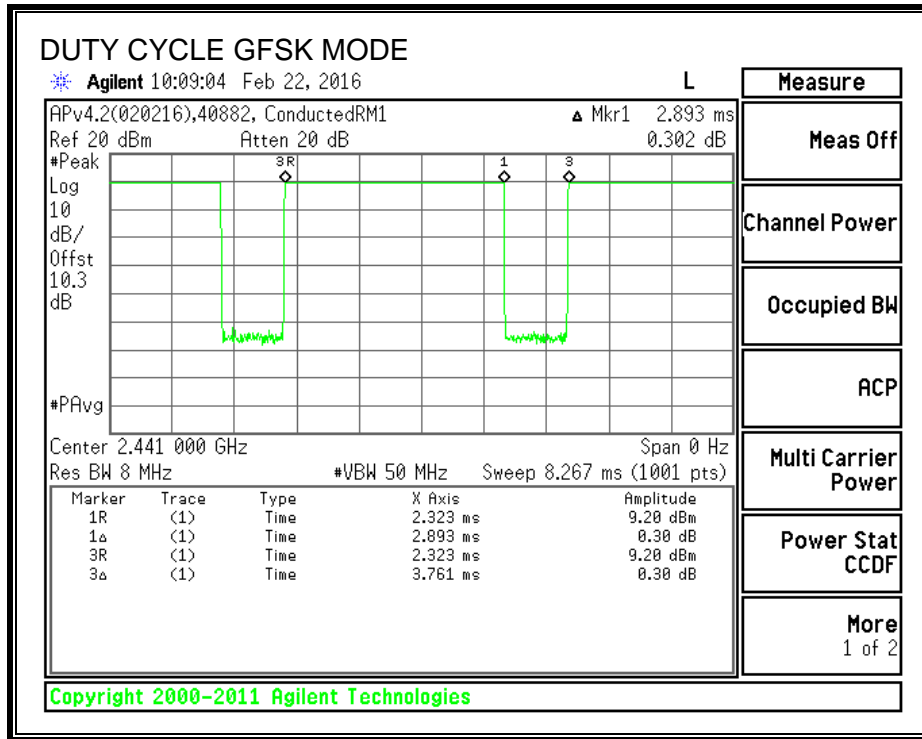 DUTY CYCLE GFSK MODE
Agilent 10:09:04 Feb 22, 2016 L
APv4.2(020216),40882, ConductedRM1 Δ Mkr1 2.893 ms
Ref 20 dBm Atten 20 dB 0.302 dB
#Peak
Log
10
dB/
Offst
10.3
dB
#PAvg
3R 1 3
Center 2.441 000 GHz Span 0 Hz
Res BW 8 MHz #VBW 50 MHz Sweep 8.267 ms (1001 pts)
Marker Trace Type X Axis Amplitude
1R (1) Time 2.323 ms 9.20 dBm
1Δ (1) Time 2.893 ms 0.30 dB
3R (1) Time 2.323 ms 9.20 dBm
3Δ (1) Time 3.761 ms 0.30 dB
Measure
Meas Off
Channel Power
Occupied BW
ACP
Multi Carrier
Power
Power Stat
CCDF
More
1 of 2
Copyright 2000-2011 Agilent Technologies